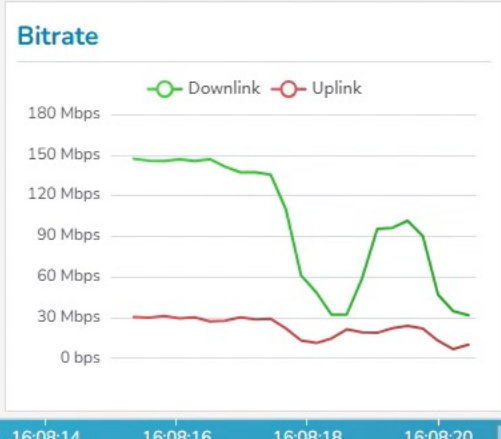 Bitrate
Downlink Uplink
180 Mbps
150 Mbps
120 Mbps
90 Mbps
60 Mbps
30 Mbps
0 bps
16:08:14 16:08:16 16:08:18 16:08:20